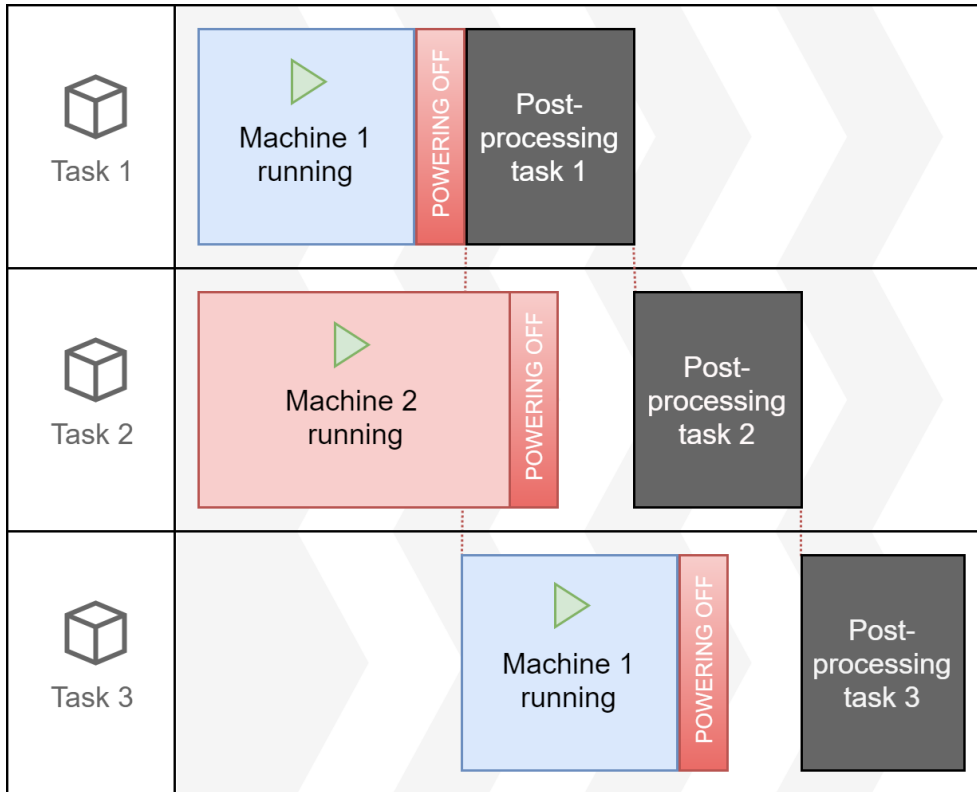 Task 1
Machine 1
running
POWERING OFF
Post-
processing
task 1
Task 2
Machine 2
running
POWERING OFF
Post-
processing
task 2
Task 3
Machine 1
running
POWERING OFF
Post-
processing
task 3